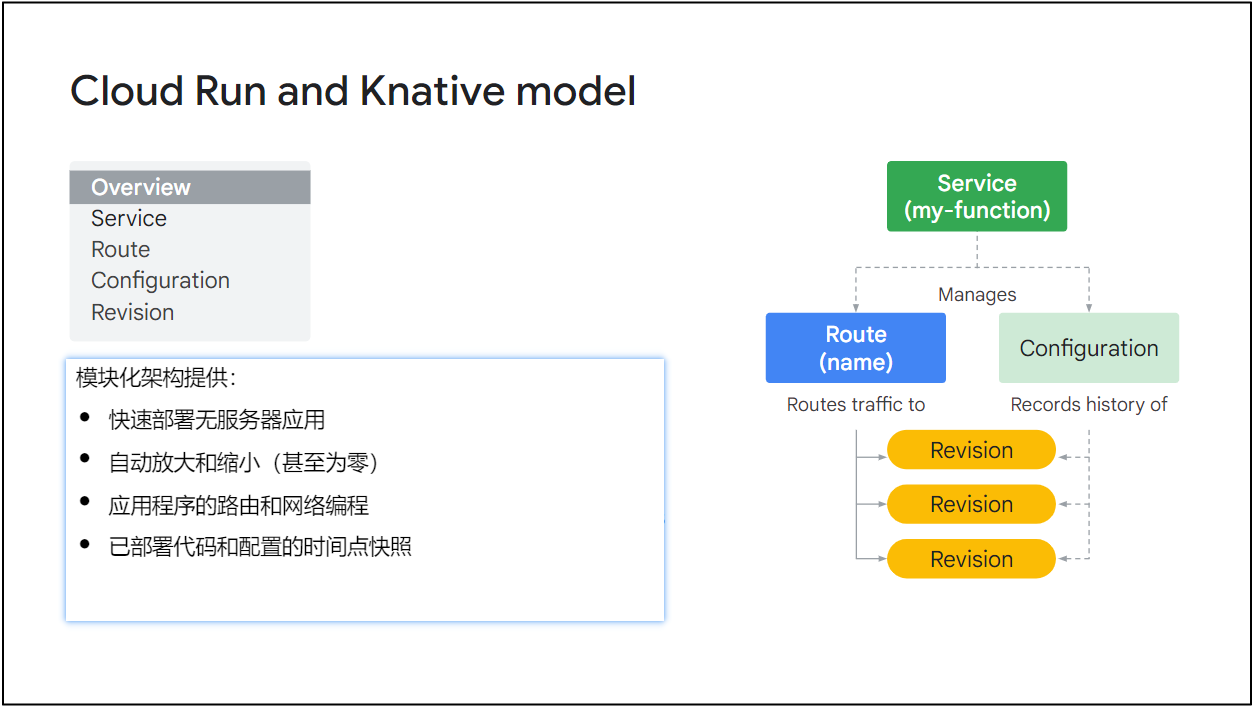 Cloud Run and Knative model
Overview
Service
Route
Configuration
Revision
模块化架构提供：
• 快速部署无服务器应用
• 自动放大和缩小（甚至为零）
• 应用程序的路由和网络编程
• 已部署代码和配置的时间点快照
Service
(my-function)
Manages
Route
(name)
Configuration
Routes traffic to
Records history of
Revision
Revision
Revision